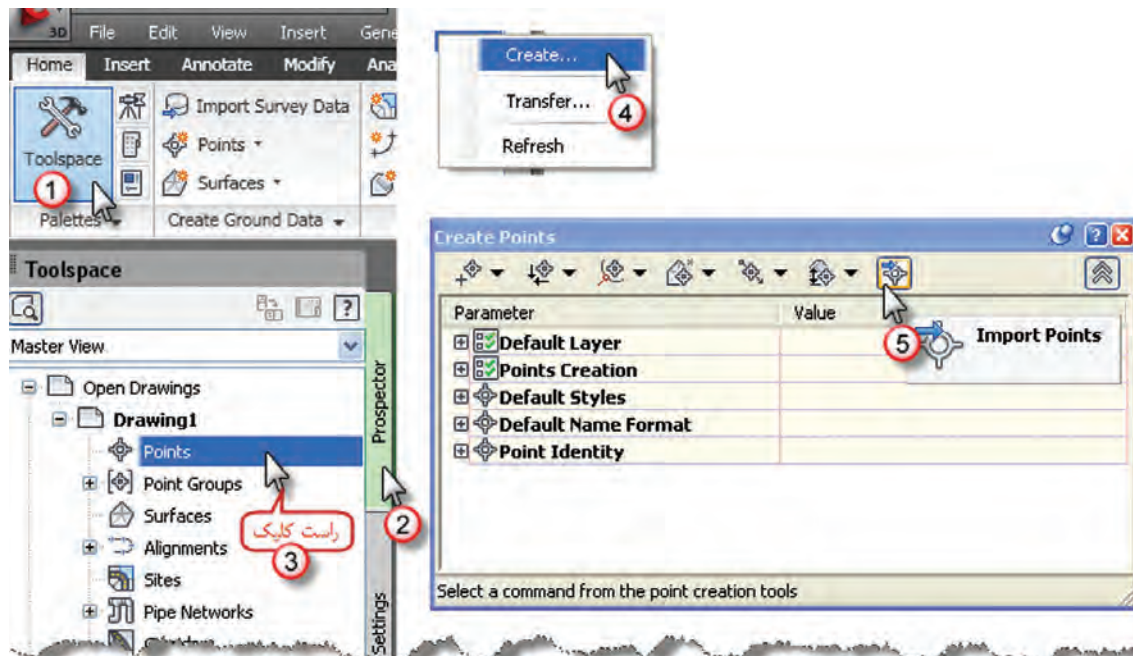 3D
File Edit View Insert Gene
Home Insert Annotate Modify Ana
Toolspace
Import Survey Data
Points
Surfaces
1
Palettes
Create Ground Data
Toolspace
?
Master View
Open Drawings
Drawing1
Points
Point Groups
Surfaces
Alignments
Sites
Pipe Networks
راست کلیک
3
Prospector
2
Settings
Create...
Transfer...
Refresh
4
Create Points
?
Parameter Value
Default Layer
Points Creation
Default Styles
Default Name Format
Point Identity
5
Import Points
Select a command from the point creation tools